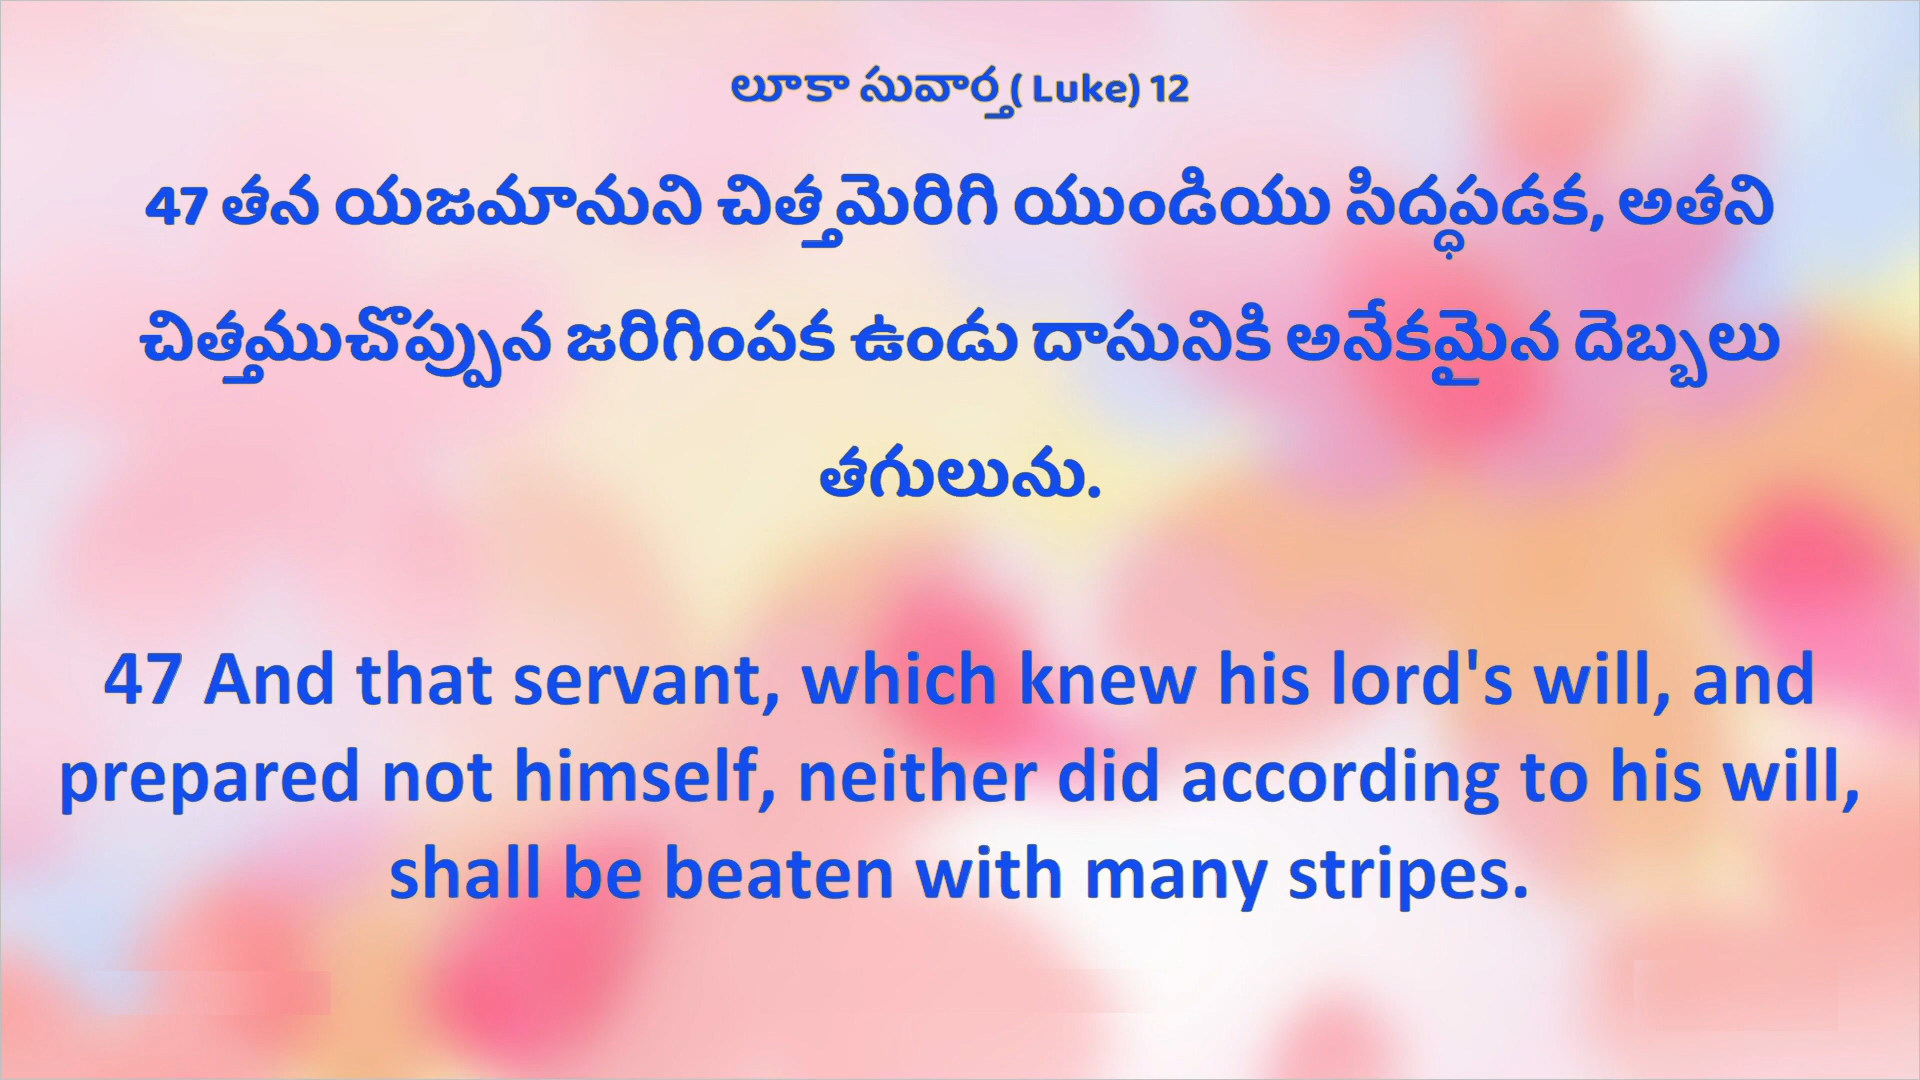 లూకా సువార్త( Luke) 12
47 తన యజమానుని చిత్తమెరిగి యుండియు సిద్ధపడక, అతని
చిత్తముచొప్పున జరిగింపక ఉండు దాసునికి అనేకమైన దెబ్బలు
తగులును.
47 And that servant, which knew his lord's will, and
prepared not himself, neither did according to his will,
shall be beaten with many stripes.